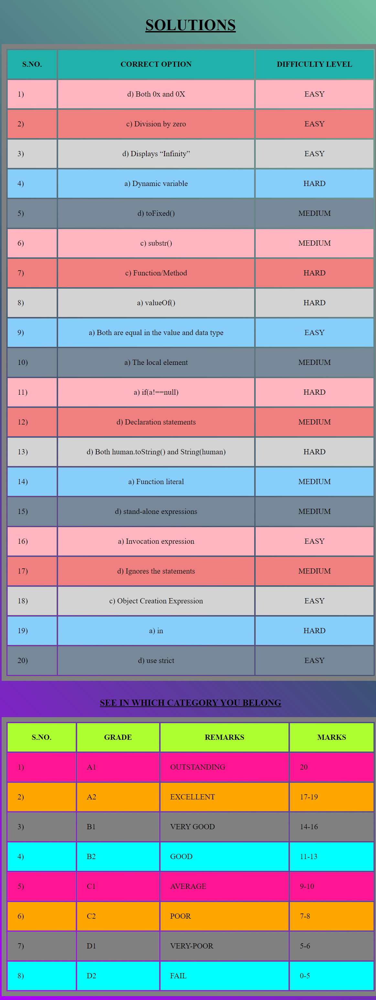 SOLUTIONS
S.NO. CORRECT OPTION DIFFICULTY LEVEL
1) d) Both 0x and 0X EASY
2) c) Division by zero EASY
3) d) Displays “Infinity” EASY
4) a) Dynamic variable HARD
5) d) toFixed() MEDIUM
6) c) substr() MEDIUM
7) c) Function/Method HARD
8) a) valueOf() HARD
9) a) Both are equal in the value and data type EASY
10) a) The local element MEDIUM
11) a) if(a!==null) HARD
12) d) Declaration statements MEDIUM
13) d) Both human.toString() and String(human) HARD
14) a) Function literal MEDIUM
15) d) stand-alone expressions MEDIUM
16) a) Invocation expression EASY
17) d) Ignores the statements MEDIUM
18) c) Object Creation Expression EASY
19) a) in HARD
20) d) use strict EASY
SEE IN WHICH CATEGORY YOU BELONG
S.NO. GRADE REMARKS MARKS
1) A1 OUTSTANDING 20
2) A2 EXCELLENT 17-19
3) B1 VERY GOOD 14-16
4) B2 GOOD 11-13
5) C1 AVERAGE 9-10
6) C2 POOR 7-8
7) D1 VERY-POOR 5-6
8) D2 FAIL 0-5